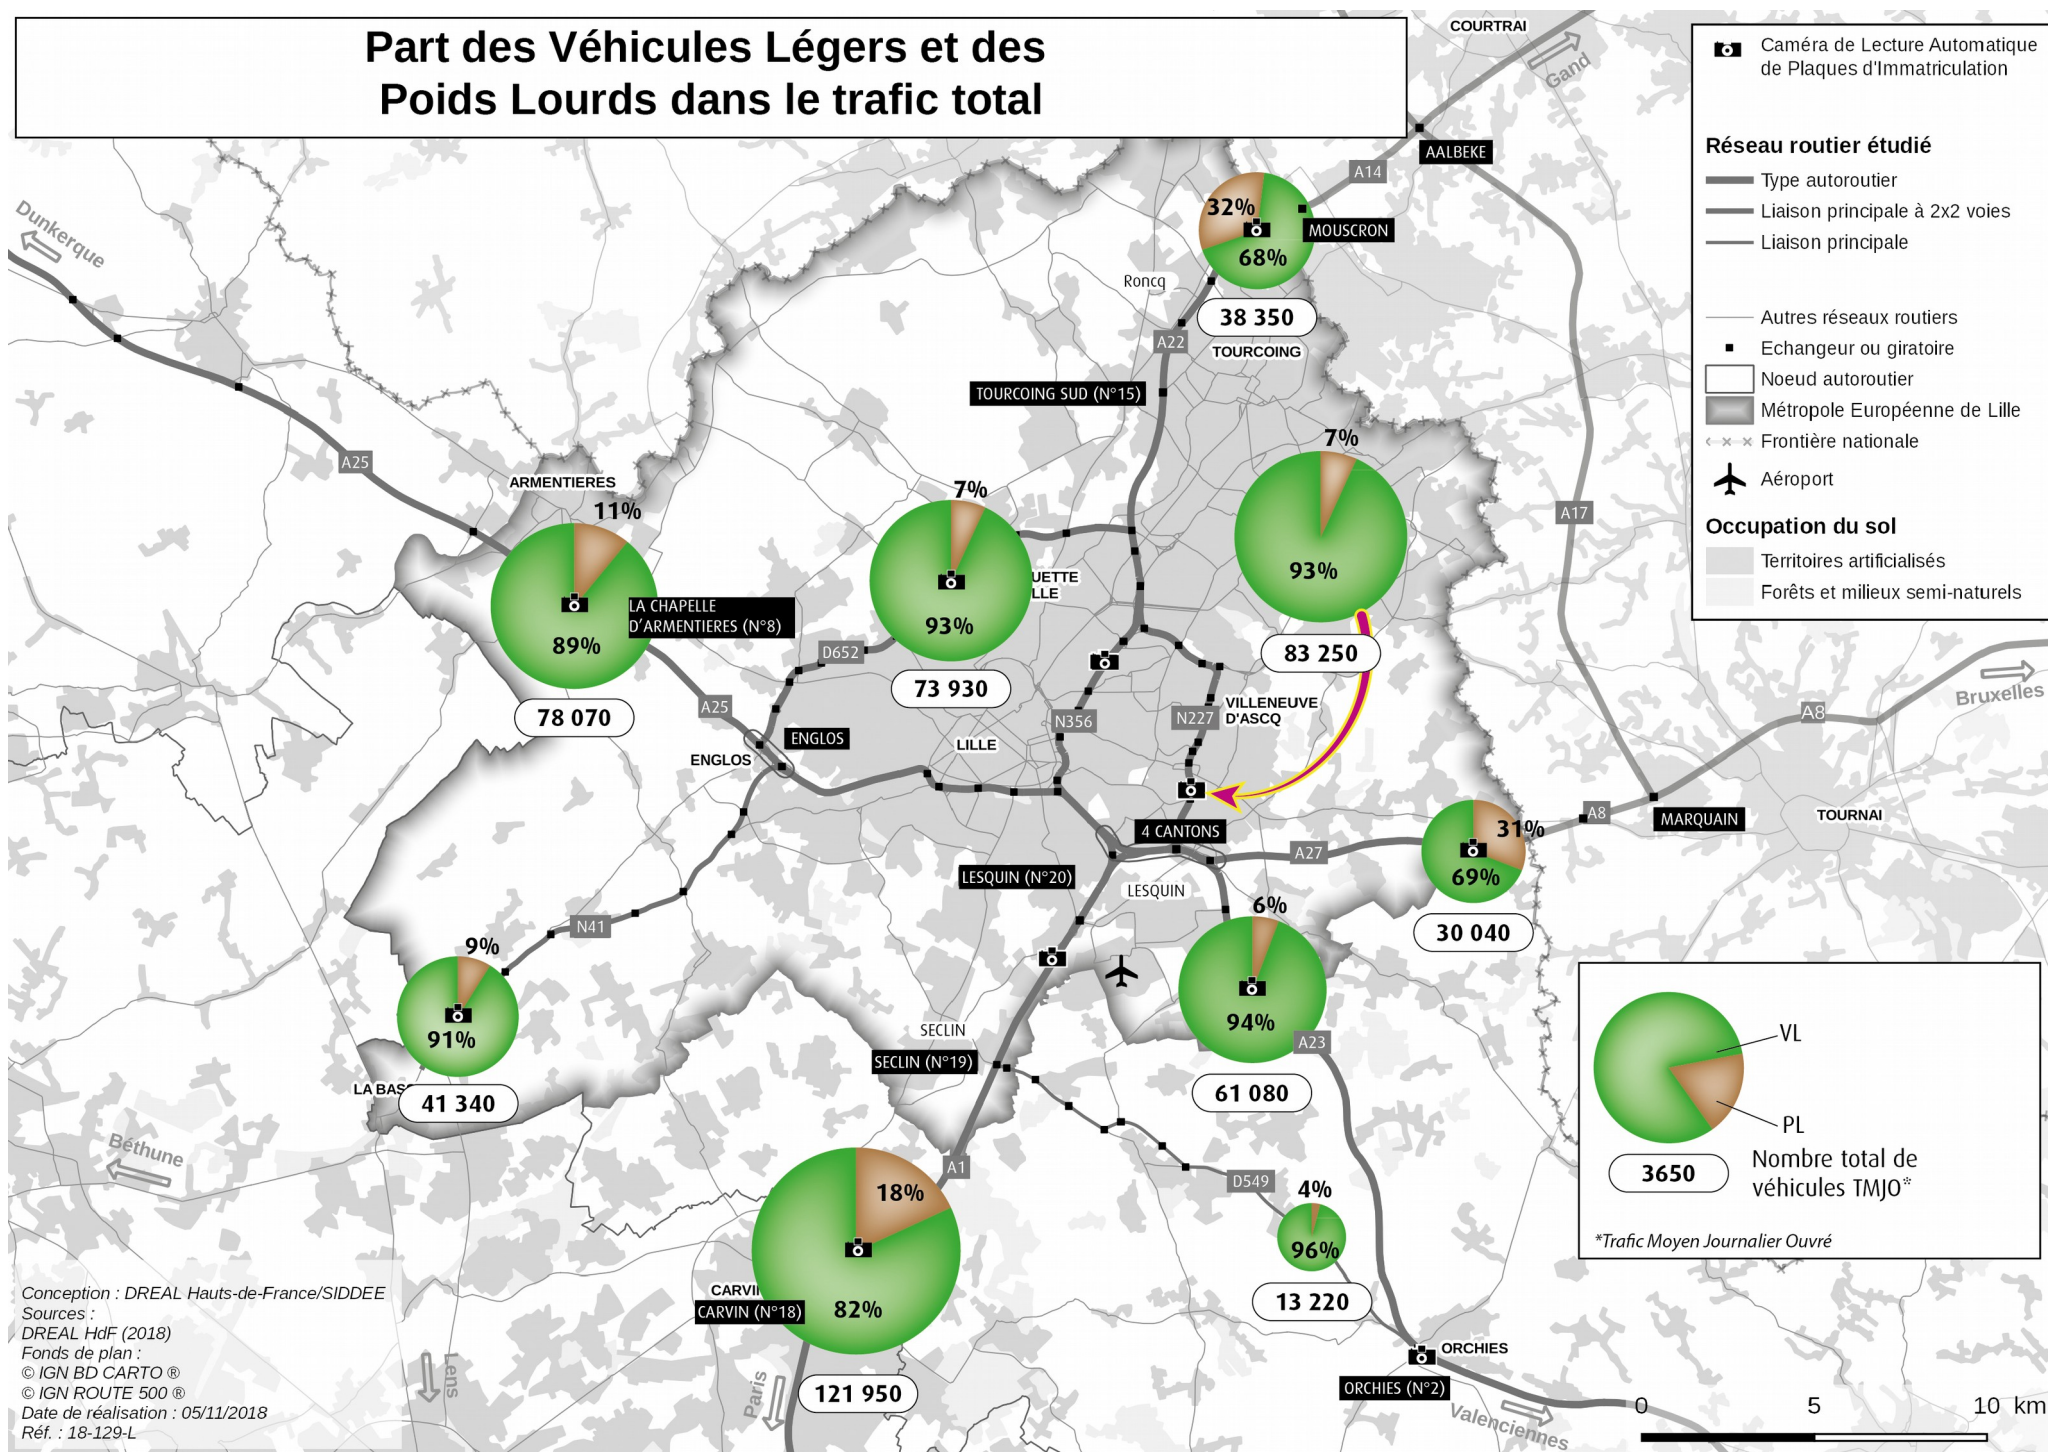 Part des Véhicules Légers et des
Poids Lourds dans le trafic total
COURTRAI
Gand
AALBEKE
A14
Dunkerque
32%
68%
MOUSCRON
38 350
Roncq
A22
TOURCOING
TOURCOING SUD (N°15)
A25
ARMENTIERES
11%
89%
LA CHAPELLE
D'ARMENTIERES (N°8)
78 070
7%
93%
UETTE
LLE
73 930
7%
93%
83 250
A17
D652
A25
ENGLOS
ENGLOS
LILLE
N356
N227
VILLENEUVE
D'ASCQ
A8
Bruxelles
4 CANTONS
A27
31%
69%
30 040
A8
MARQUAIN
TOURNAI
LESQUIN (N°20)
LESQUIN
N41
9%
91%
LA BASS
41 340
6%
94%
61 080
A23
SECLIN
SECLIN (N°19)
Béthune
A1
18%
82%
CARVIN
CARVIN (N°18)
121 950
D549
4%
96%
13 220
ORCHIES
ORCHIES (N°2)
Valenciennes
Lens
Paris
Caméra de Lecture Automatique
de Plaques d'Immatriculation
Réseau routier étudié
Type autoroutier
Liaison principale à 2x2 voies
Liaison principale
Autres réseaux routiers
Echangeur ou giratoire
Noeud autoroutier
Métropole Européenne de Lille
Frontière nationale
Aéroport
Occupation du sol
Territoires artificialisés
Forêts et milieux semi-naturels
VL
PL
3650
Nombre total de
véhicules TMJO*
*Trafic Moyen Journalier Ouvré
Conception : DREAL Hauts-de-France/SIDDEE
Sources :
DREAL HdF (2018)
Fonds de plan :
© IGN BD CARTO ®
© IGN ROUTE 500 ®
Date de réalisation : 05/11/2018
Réf. : 18-129-L
0 5 10 km